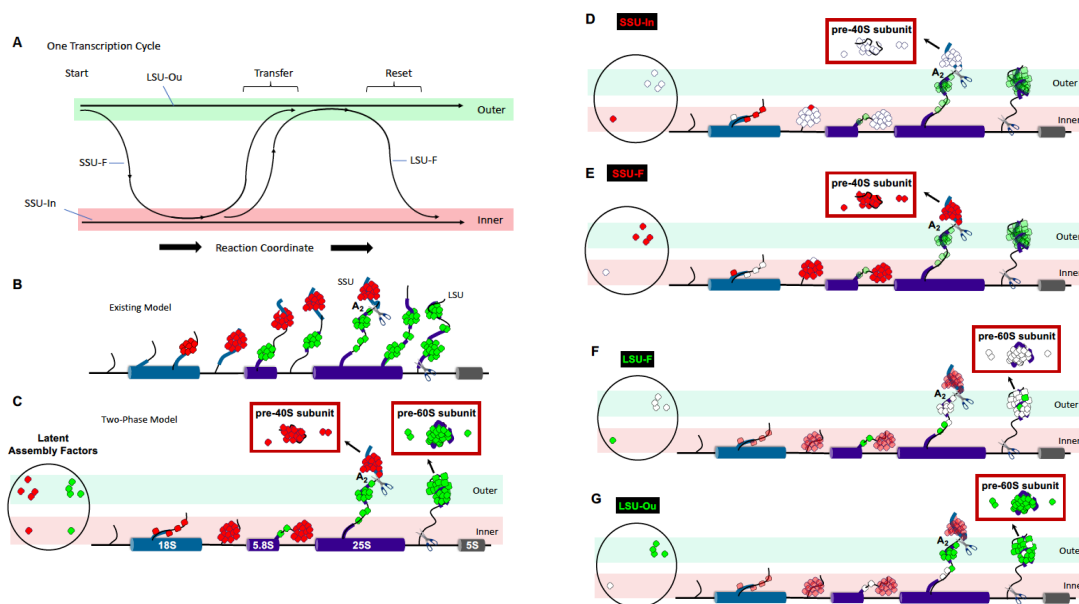 A
One Transcription Cycle
Start
LSU-Ou
Transfer
Reset
Outer
SSU-F
LSU-F
SSU-In
Inner
Reaction Coordinate
B
Existing Model
SSU
A2
LSU
C
Two-Phase Model
Latent
Assembly Factors
pre-40S subunit
pre-60S subunit
A2
Outer
Inner
18S
5.8S
25S
5S
D
SSU-In
pre-40S subunit
A2
Outer
Inner
E
SSU-F
pre-40S subunit
A2
Outer
Inner
F
LSU-F
pre-60S subunit
A2
Outer
Inner
G
LSU-Ou
pre-60S subunit
A2
Outer
Inner